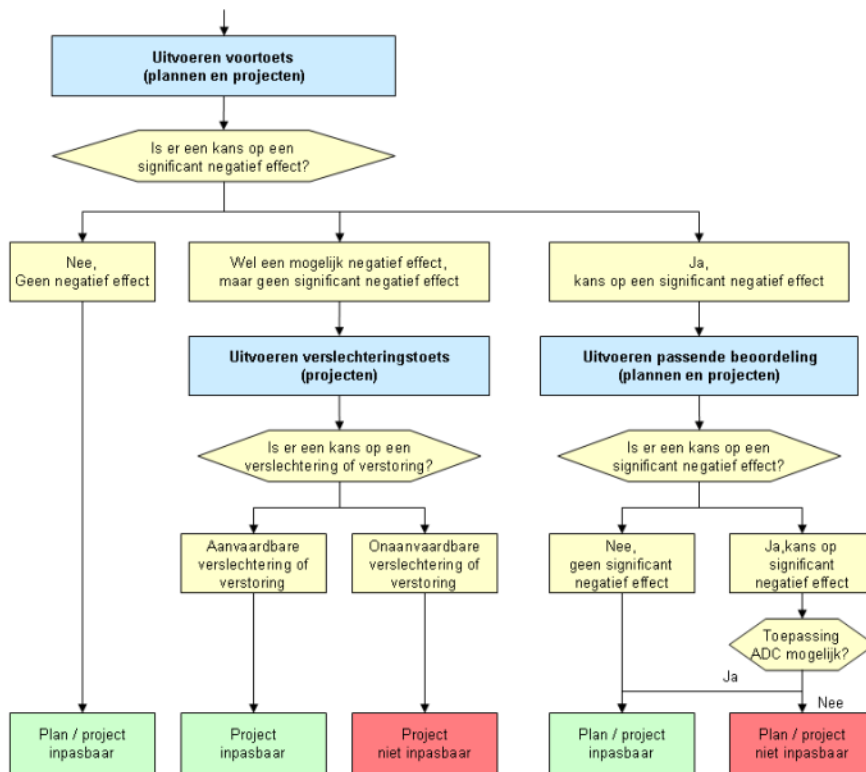 Uitvoeren voortoets
(plannen en projecten)
Is er een kans op een
significant negatief effect?
Nee,
Geen negatief effect
Wel een mogelijk negatief effect,
maar geen significant negatief effect
Ja,
kans op een significant negatief effect
Uitvoeren verslechteringstoets
(projecten)
Uitvoeren passende beoordeling
(plannen en projecten)
Is er een kans op een
verslechtering of verstoring?
Is er een kans op een
significant negatief effect?
Aanvaardbare
verslechtering of
verstoring
Onaanvaardbare
verslechtering of
verstoring
Nee,
geen significant
negatief effect
Ja,kans op
significant
negatief effect
Toepassing
ADC mogelijk?
Ja
Nee
Plan / project
inpasbaar
Project
inpasbaar
Project
niet inpasbaar
Plan / project
inpasbaar
Plan / project
niet inpasbaar